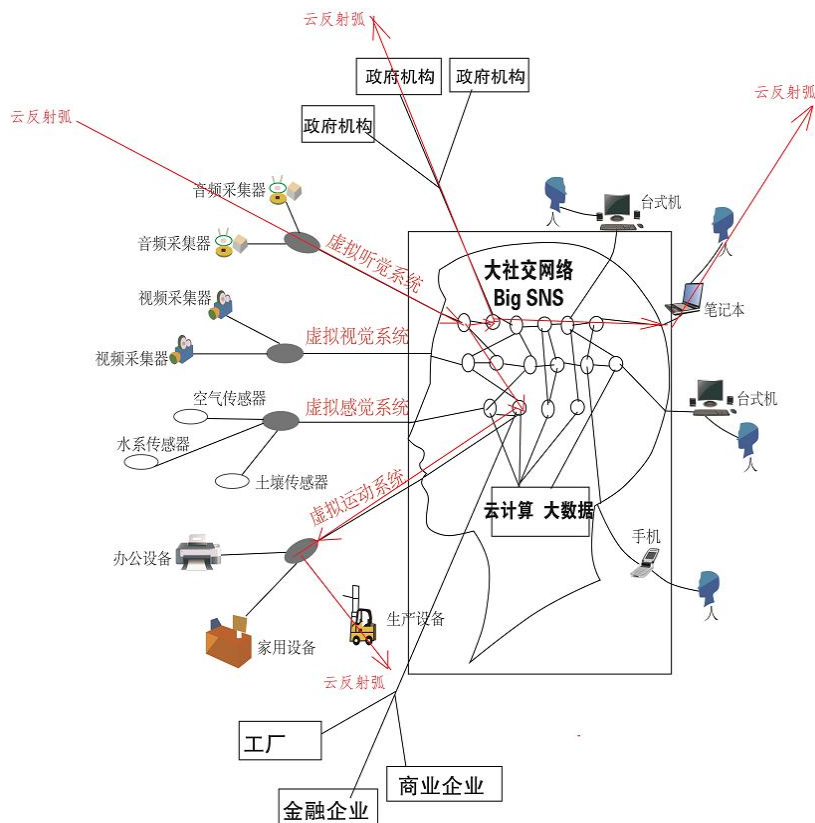 云反射弧
政府机构
政府机构
云反射弧
云反射弧
政府机构
音频采集器
人
台式机
音频采集器
虚拟听觉系统
人
大社交网络
Big SNS
视频采集器
笔记本
虚拟视觉系统
视频采集器
空气传感器
虚拟感觉系统
台式机
水系传感器
人
土壤传感器
虚拟运动系统
云计算 大数据
手机
办公设备
人
生产设备
家用设备
云反射弧
工厂
商业企业
金融企业